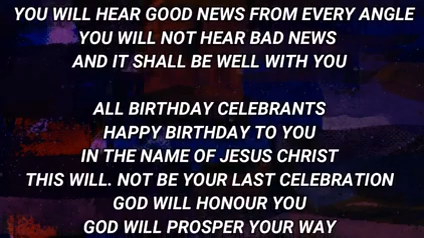 YOU WILL HEAR GOOD NEWS FROM EVERY ANGLE
YOU WILL NOT HEAR BAD NEWS
AND IT SHALL BE WELL WITH YOU
ALL BIRTHDAY CELEBRANTS
HAPPY BIRTHDAY TO YOU
IN THE NAME OF JESUS CHRIST
THIS WILL. NOT BE YOUR LAST CELEBRATION
GOD WILL HONOUR YOU
GOD WILL PROSPER YOUR WAY